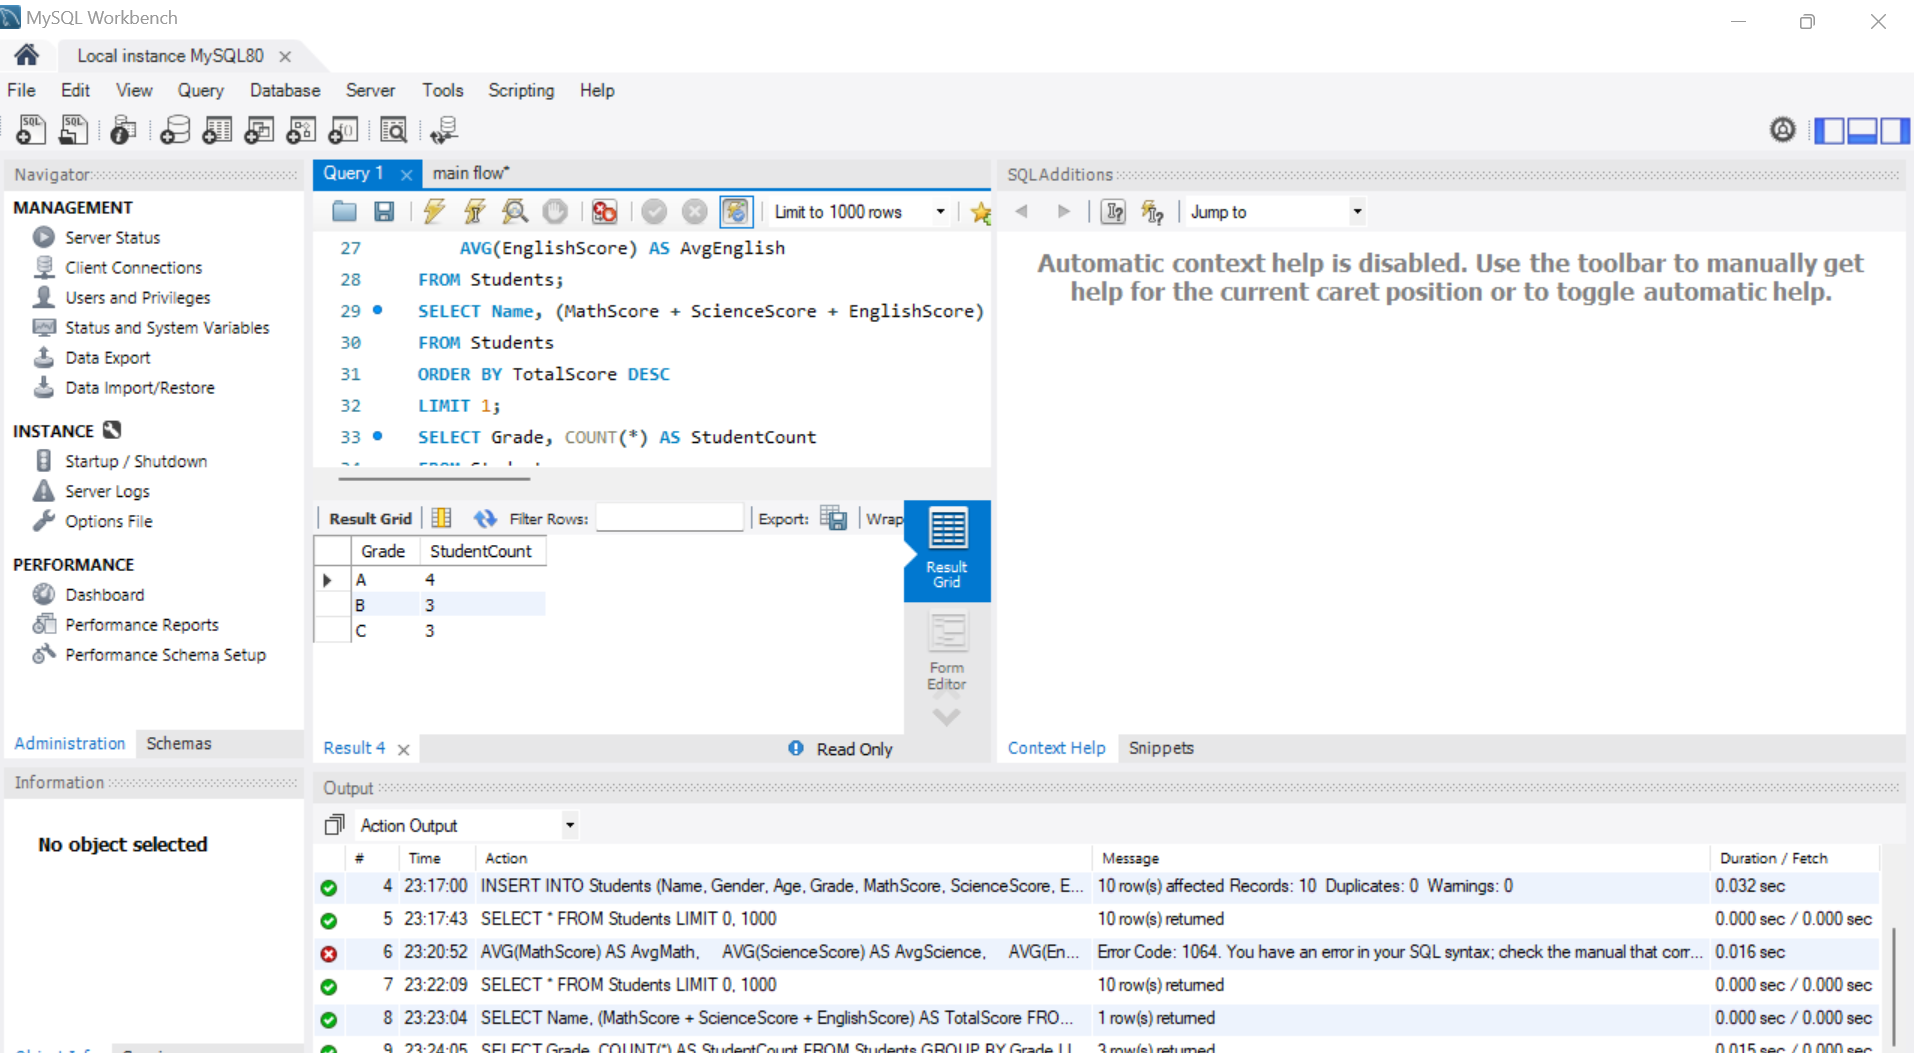 MySQL Workbench
Local instance MySQL80
File Edit View Query Database Server Tools Scripting Help
Navigator
MANAGEMENT
Server Status
Client Connections
Users and Privileges
Status and System Variables
Data Export
Data Import/Restore
INSTANCE
Startup / Shutdown
Server Logs
Options File
PERFORMANCE
Dashboard
Performance Reports
Performance Schema Setup
Administration Schemas
Information
No object selected
Query 1 main flow*
Limit to 1000 rows
27 AVG(EnglishScore) AS AvgEnglish
28 FROM Students;
29 SELECT Name, (MathScore + ScienceScore + EnglishScore)
30 FROM Students
31 ORDER BY TotalScore DESC
32 LIMIT 1;
33 SELECT Grade, COUNT(*) AS StudentCount
Result Grid Filter Rows: Export: Wrap
Grade StudentCount
A 4
B 3
C 3
Result
Grid
Form
Editor
Result 4 Read Only
SQLAdditions
Jump to
Automatic context help is disabled. Use the toolbar to manually get
help for the current caret position or to toggle automatic help.
Context Help Snippets
Output
Action Output
# Time Action Message Duration / Fetch
4 23:17:00 INSERT INTO Students (Name, Gender, Age, Grade, MathScore, ScienceScore, E... 10 row(s) affected Records: 10 Duplicates: 0 Warnings: 0 0.032 sec
5 23:17:43 SELECT * FROM Students LIMIT 0, 1000 10 row(s) returned 0.000 sec / 0.000 sec
6 23:20:52 AVG(MathScore) AS AvgMath, AVG(ScienceScore) AS AvgScience, AVG(En... Error Code: 1064. You have an error in your SQL syntax; check the manual that corr... 0.016 sec
7 23:22:09 SELECT * FROM Students LIMIT 0, 1000 10 row(s) returned 0.000 sec / 0.000 sec
8 23:23:04 SELECT Name, (MathScore + ScienceScore + EnglishScore) AS TotalScore FRO... 1 row(s) returned 0.000 sec / 0.000 sec
9 23:24:05 SELECT Grade, COUNT(*) AS StudentCount FROM Students GROUP BY Grade LI... 3 row(s) returned 0.015 sec / 0.000 sec